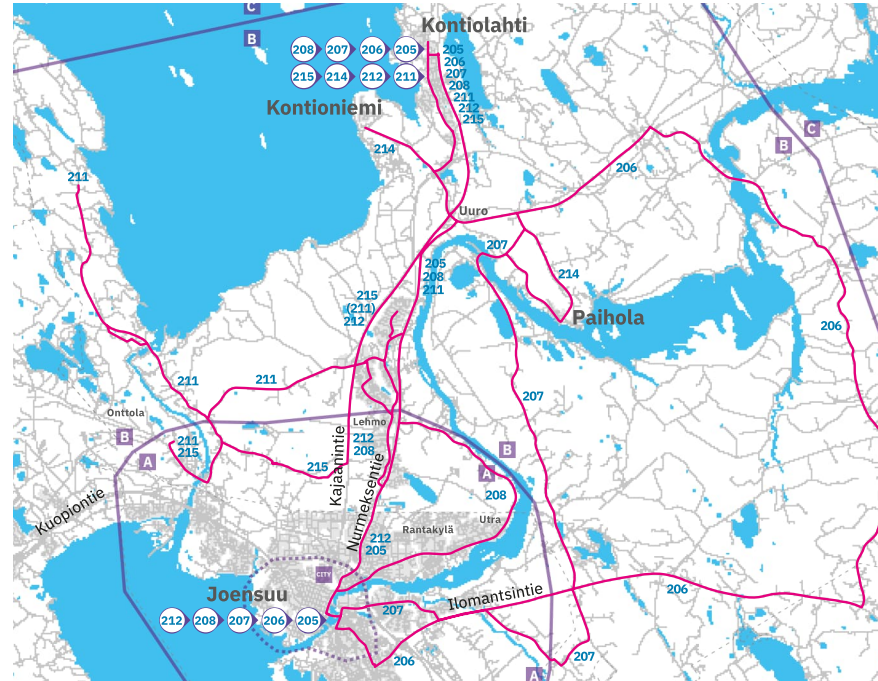 C
B
Kontiolahti
208 207 206 205
215 214 212 211
205
206
207
208
211
212
215
Kontioniemi
214
C
B
206
211
Uuro
207
205
208
211
214
215
(211)
212
Paihola
206
211
211
207
Onttola
Lehmo
B
A
211
215
212
208
B
A
215
Kajaanintie
208
Kuopiontie
Nurmeksentie
Utra
Rantakylä
212
205
CITY
Joensuu
212 208 207 206 205
207
Ilomantsintie
206
206
207
A